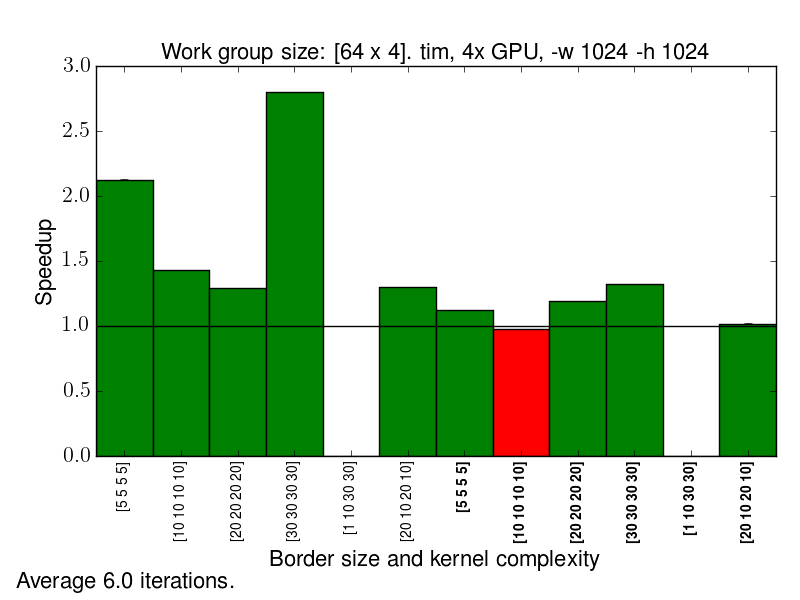 Work group size: [64 x 4]. tim, 4x GPU, -w 1024 -h 1024
3.0
2.5
2.0
1.5
1.0
0.5
0.0
Speedup
[5 5 5 5]
[10 10 10 10]
[20 20 20 20]
[30 30 30 30]
[1 10 30 30]
[20 10 20 10]
[5 5 5 5]
[10 10 10 10]
[20 20 20 20]
[30 30 30 30]
[1 10 30 30]
[20 10 20 10]
Border size and kernel complexity
Average 6.0 iterations.